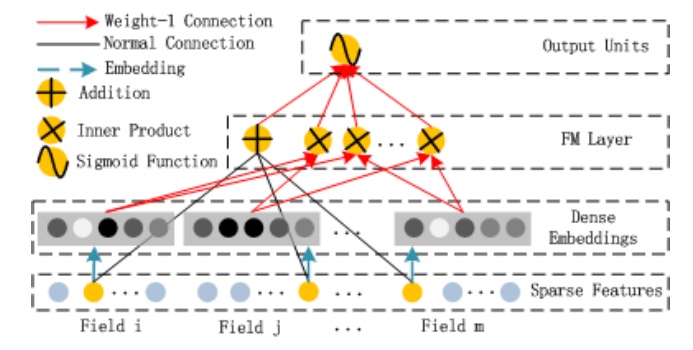 Weight-1 Connection
Normal Connection
Embedding
Addition
Inner Product
Sigmoid Function
Output Units
...
FM Layer
...
Dense
Embeddings
... ... ... ...
Sparse Features
Field i Field j ... Field m